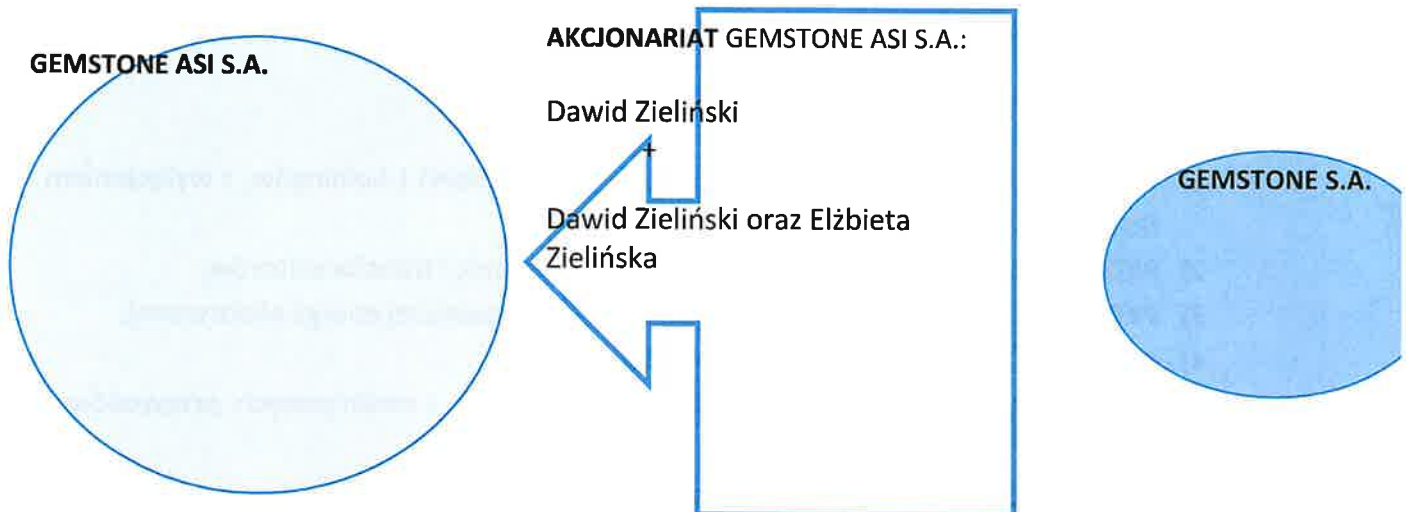 GEMSTONE ASI S.A.
AKCJONARIAT GEMSTONE ASI S.A.:
Dawid Zieliński
+
Dawid Zieliński oraz Elżbieta
Zielińska
GEMSTONE S.A.